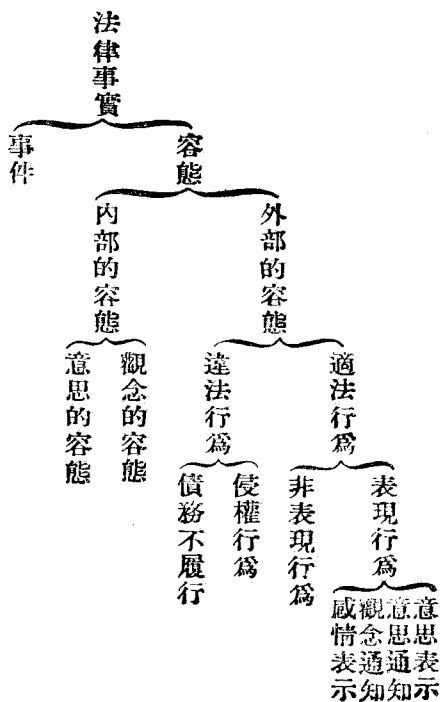 法律事實
容態
事件
外部的容態
內部的容態
適法行爲
違法行爲
觀念的容態
意思的容態
表現行爲
非表現行爲
侵權行爲
債務不履行
意思表示
意思通知
觀念通知
感情表示